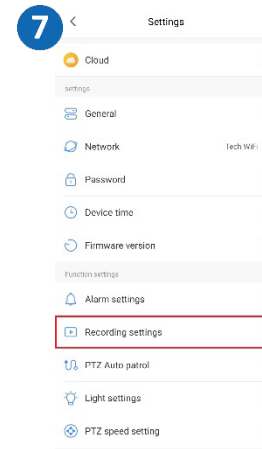 7
Settings
Cloud
settings
General
Network Tech WiFi
Password
Device time
Firmware version
Function settings
Alarm settings
Recording settings
PTZ Auto patrol
Light settings
PTZ speed setting